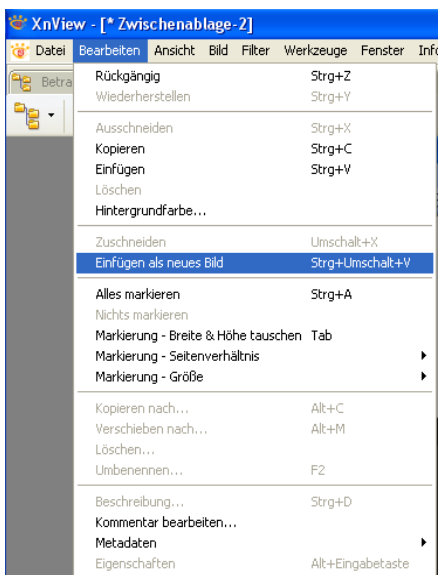 XnView - [* Zwischenablage-2]
Datei Bearbeiten Ansicht Bild Filter Werkzeuge Fenster Info
Betra
Rückgängig Strg+Z
Wiederherstellen Strg+Y
Ausschneiden Strg+X
Kopieren Strg+C
Einfügen Strg+V
Löschen
Hintergrundfarbe...
Zuschneiden Umschalt+X
Einfügen als neues Bild Strg+Umschalt+V
Alles markieren Strg+A
Nichts markieren
Markierung - Breite & Höhe tauschen Tab
Markierung - Seitenverhältnis
Markierung - Größe
Kopieren nach... Alt+C
Verschieben nach... Alt+M
Löschen...
Umbenennen... F2
Beschreibung... Strg+D
Kommentar bearbeiten...
Metadaten
Eigenschaften Alt+Eingabetaste